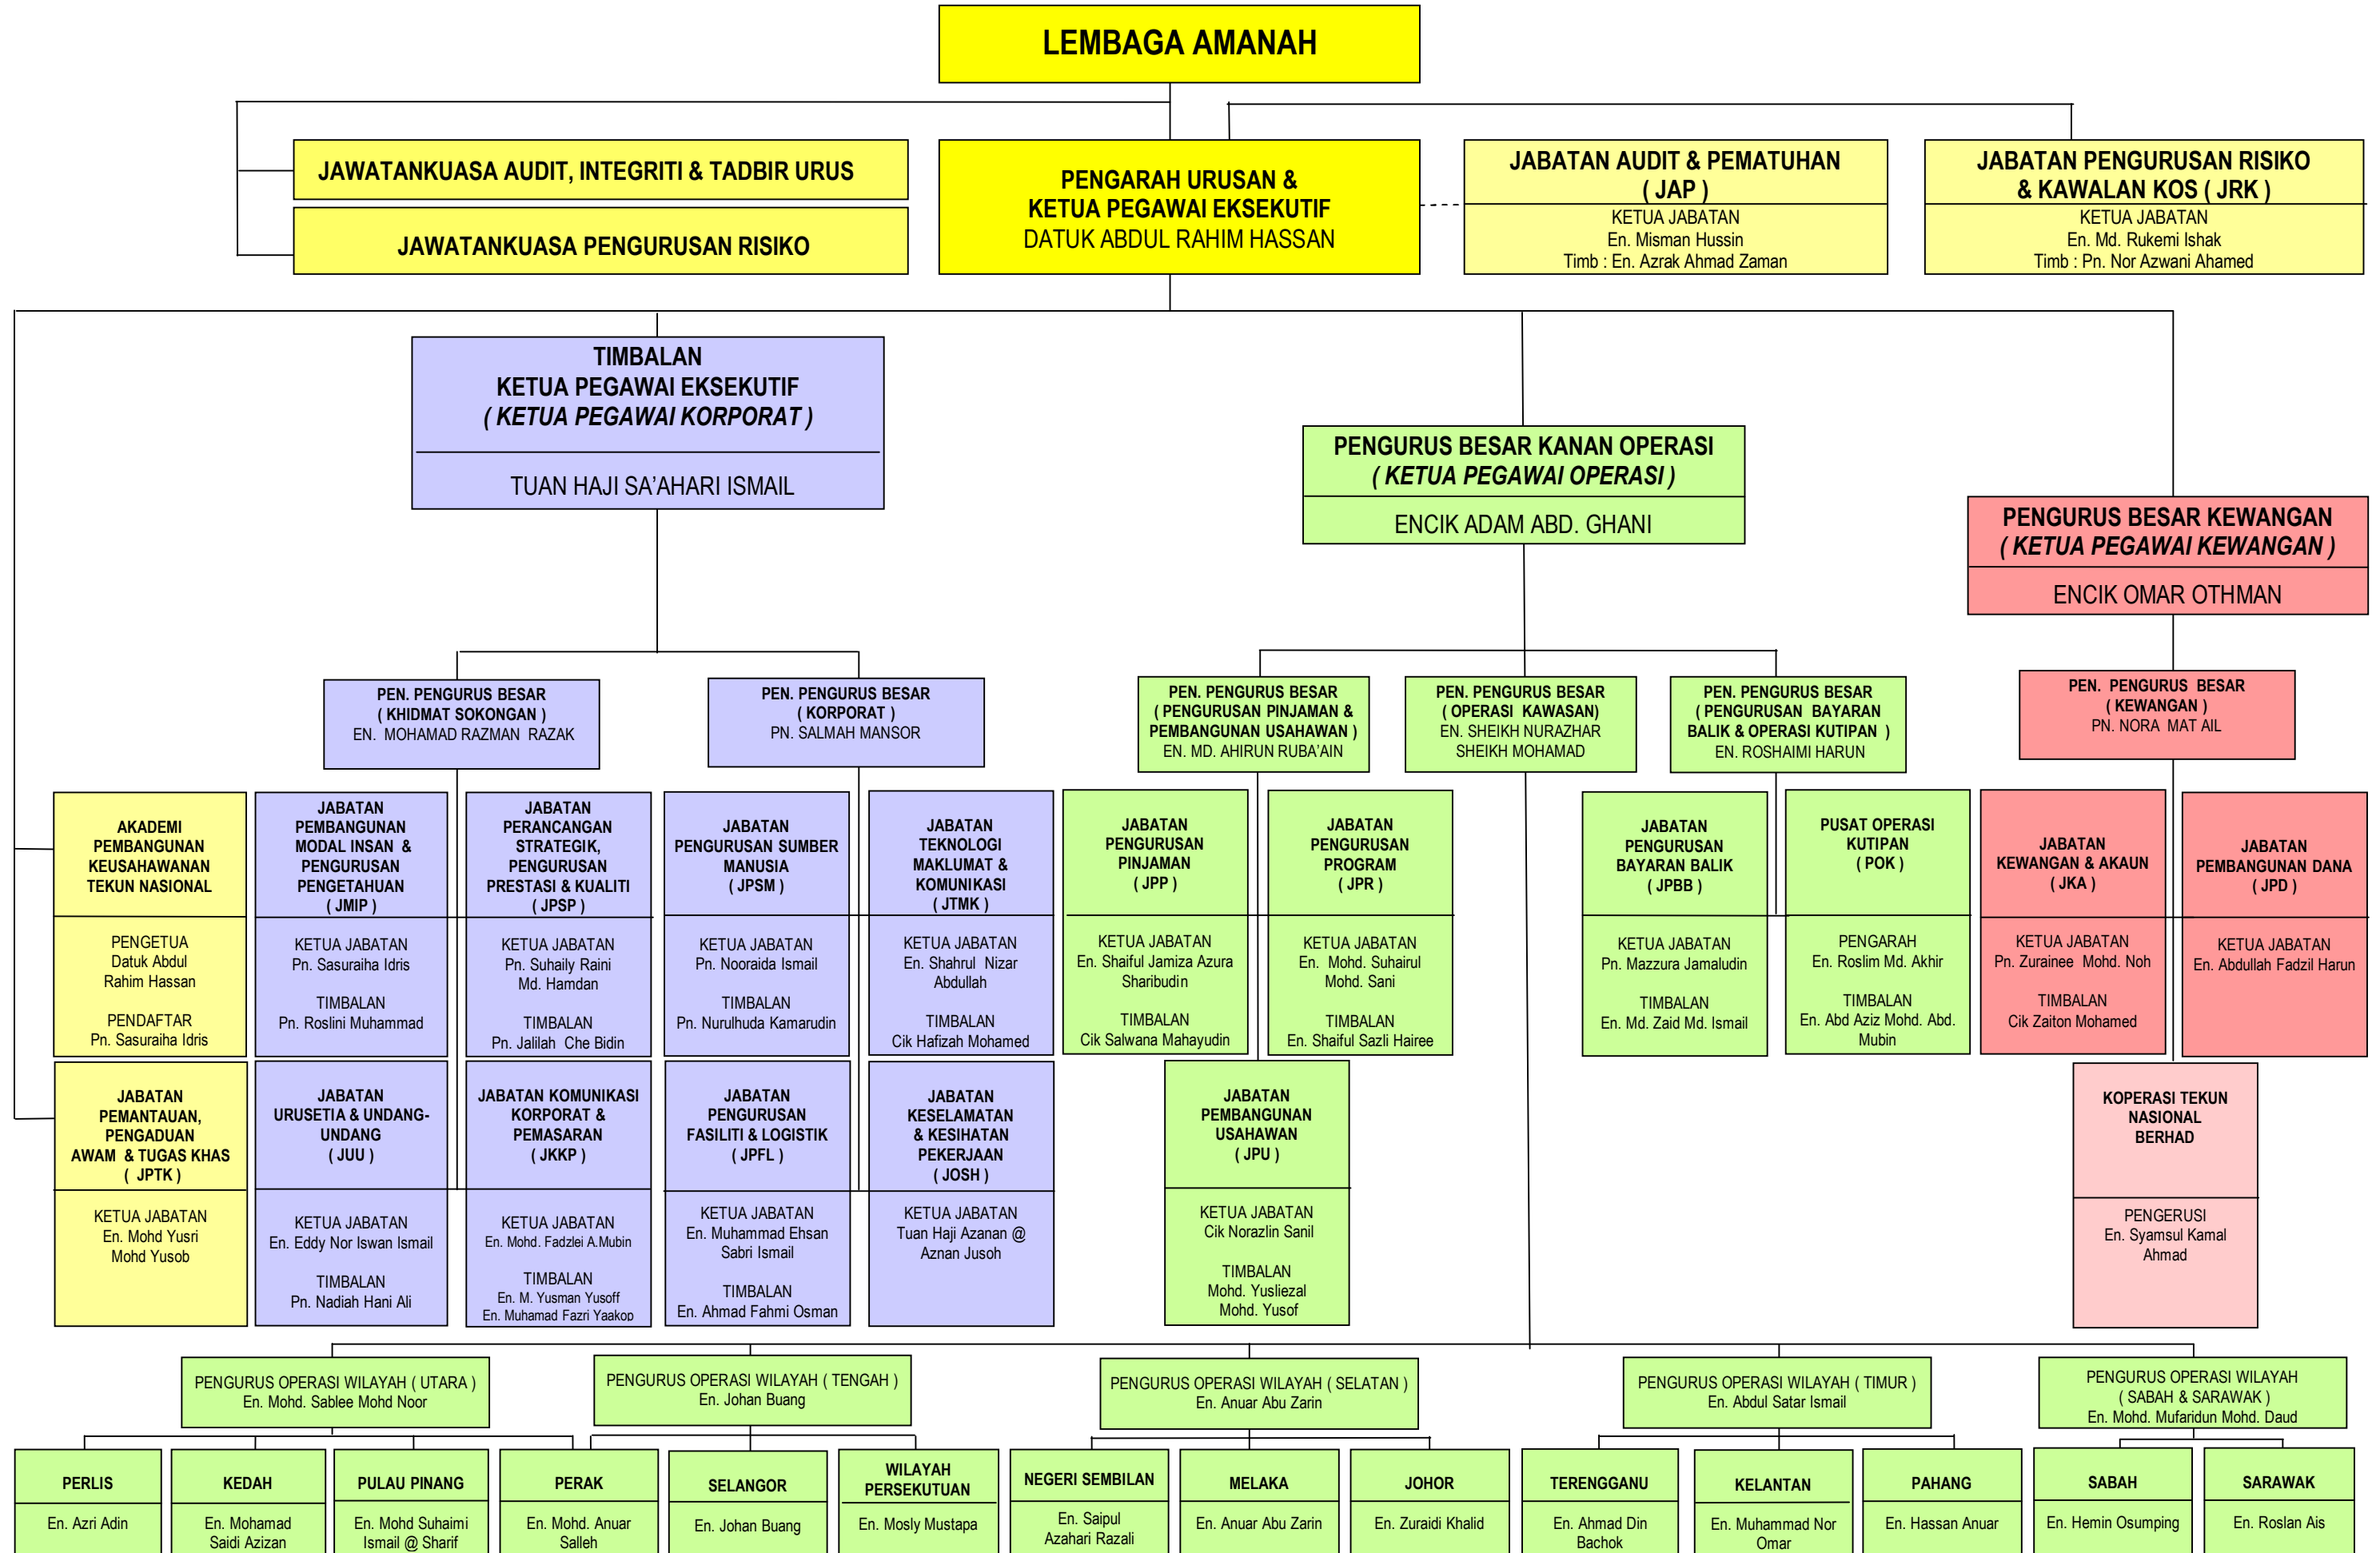 LEMBAGA AMANAH
JAWATANKUASA AUDIT, INTEGRITI & TADBIR URUS
JAWATANKUASA PENGURUSAN RISIKO
PENGARAH URUSAN &
KETUA PEGAWAI EKSEKUTIF
DATUK ABDUL RAHIM HASSAN
JABATAN AUDIT & PEMATUHAN
( JAP )
KETUA JABATAN
En. Misman Hussin
Timb : En. Azrak Ahmad Zaman
JABATAN PENGURUSAN RISIKO
& KAWALAN KOS ( JRK )
KETUA JABATAN
En. Md. Rukemi Ishak
Timb : Pn. Nor Azwani Ahamed
TIMBALAN
KETUA PEGAWAI EKSEKUTIF
( KETUA PEGAWAI KORPORAT )
TUAN HAJI SA’AHARI ISMAIL
PENGURUS BESAR KANAN OPERASI
( KETUA PEGAWAI OPERASI )
ENCIK ADAM ABD. GHANI
PENGURUS BESAR KEWANGAN
( KETUA PEGAWAI KEWANGAN )
ENCIK OMAR OTHMAN
PEN. PENGURUS BESAR
( KHIDMAT SOKONGAN )
EN. MOHAMAD RAZMAN RAZAK
PEN. PENGURUS BESAR
( KORPORAT )
PN. SALMAH MANSOR
PEN. PENGURUS BESAR
( PENGURUSAN PINJAMAN &
PEMBANGUNAN USAHAWAN )
EN. MD. AHIRUN RUBA’AIN
PEN. PENGURUS BESAR
( OPERASI KAWASAN)
EN. SHEIKH NURAZHAR
SHEIKH MOHAMAD
PEN. PENGURUS BESAR
( PENGURUSAN BAYARAN
BALIK & OPERASI KUTIPAN )
EN. ROSHAIMI HARUN
PEN. PENGURUS BESAR
( KEWANGAN )
PN. NORA MAT AIL
AKADEMI
PEMBANGUNAN
KEUSAHAWANAN
TEKUN NASIONAL
PENGETUA
Datuk Abdul
Rahim Hassan
PENDAFTAR
Pn. Sasuraiha Idris
JABATAN
PEMBANGUNAN
MODAL INSAN &
PENGURUSAN
PENGETAHUAN
( JMIP )
KETUA JABATAN
Pn. Sasuraiha Idris
TIMBALAN
Pn. Roslini Muhammad
JABATAN
PERANCANGAN
STRATEGIK,
PENGURUSAN
PRESTASI & KUALITI
( JPSP )
KETUA JABATAN
Pn. Suhaily Raini
Md. Hamdan
TIMBALAN
Pn. Jalilah Che Bidin
JABATAN
PENGURUSAN SUMBER
MANUSIA
( JPSM )
KETUA JABATAN
Pn. Nooraida Ismail
TIMBALAN
Pn. Nurulhuda Kamarudin
JABATAN
TEKNOLOGI
MAKLUMAT &
KOMUNIKASI
( JTMK )
KETUA JABATAN
En. Shahrul Nizar
Abdullah
TIMBALAN
Cik Hafizah Mohamed
JABATAN
PENGURUSAN
PINJAMAN
( JPP )
KETUA JABATAN
En. Shaiful Jamiza Azura
Sharibudin
TIMBALAN
Cik Salwana Mahayudin
JABATAN
PENGURUSAN
PROGRAM
( JPR )
KETUA JABATAN
En. Mohd. Suhairul
Mohd. Sani
TIMBALAN
En. Shaiful Sazli Hairee
JABATAN
PENGURUSAN
BAYARAN BALIK
( JPBB )
KETUA JABATAN
Pn. Mazzura Jamaludin
TIMBALAN
En. Md. Zaid Md. Ismail
PUSAT OPERASI
KUTIPAN
( POK )
PENGARAH
En. Roslim Md. Akhir
TIMBALAN
En. Abd Aziz Mohd. Abd.
Mubin
JABATAN
KEWANGAN & AKAUN
( JKA )
KETUA JABATAN
Pn. Zurainee Mohd. Noh
TIMBALAN
Cik Zaiton Mohamed
JABATAN
PEMBANGUNAN DANA
( JPD )
KETUA JABATAN
En. Abdullah Fadzil Harun
JABATAN
PEMANTAUAN,
PENGADUAN
AWAM & TUGAS KHAS
( JPTK )
KETUA JABATAN
En. Mohd Yusri
Mohd Yusob
JABATAN
URUSETIA & UNDANG-
UNDANG
( JUU )
KETUA JABATAN
En. Eddy Nor Iswan Ismail
TIMBALAN
Pn. Nadiah Hani Ali
JABATAN KOMUNIKASI
KORPORAT &
PEMASARAN
( JKKP )
KETUA JABATAN
En. Mohd. Fadzlei A.Mubin
TIMBALAN
En. M. Yusman Yusoff
En. Muhamad Fazri Yaakop
JABATAN
PENGURUSAN
FASILITI & LOGISTIK
( JPFL )
KETUA JABATAN
En. Muhammad Ehsan
Sabri Ismail
TIMBALAN
En. Ahmad Fahmi Osman
JABATAN
KESELAMATAN
& KESIHATAN
PEKERJAAN
( JOSH )
KETUA JABATAN
Tuan Haji Azanan @
Aznan Jusoh
JABATAN
PEMBANGUNAN
USAHAWAN
( JPU )
KETUA JABATAN
Cik Norazlin Sanil
TIMBALAN
Mohd. Yusliezal
Mohd. Yusof
KOPERASI TEKUN
NASIONAL
BERHAD
PENGERUSI
En. Syamsul Kamal
Ahmad
PENGURUS OPERASI WILAYAH ( UTARA )
En. Mohd. Sablee Mohd Noor
PENGURUS OPERASI WILAYAH ( TENGAH )
En. Johan Buang
PENGURUS OPERASI WILAYAH ( SELATAN )
En. Anuar Abu Zarin
PENGURUS OPERASI WILAYAH ( TIMUR )
En. Abdul Satar Ismail
PENGURUS OPERASI WILAYAH
( SABAH & SARAWAK )
En. Mohd. Mufaridun Mohd. Daud
PERLIS
En. Azri Adin
KEDAH
En. Mohamad
Saidi Azizan
PULAU PINANG
En. Mohd Suhaimi
Ismail @ Sharif
PERAK
En. Mohd. Anuar
Salleh
SELANGOR
En. Johan Buang
WILAYAH
PERSEKUTUAN
En. Mosly Mustapa
NEGERI SEMBILAN
En. Saipul
Azahari Razali
MELAKA
En. Anuar Abu Zarin
JOHOR
En. Zuraidi Khalid
TERENGGANU
En. Ahmad Din
Bachok
KELANTAN
En. Muhammad Nor
Omar
PAHANG
En. Hassan Anuar
SABAH
En. Hemin Osumping
SARAWAK
En. Roslan Ais